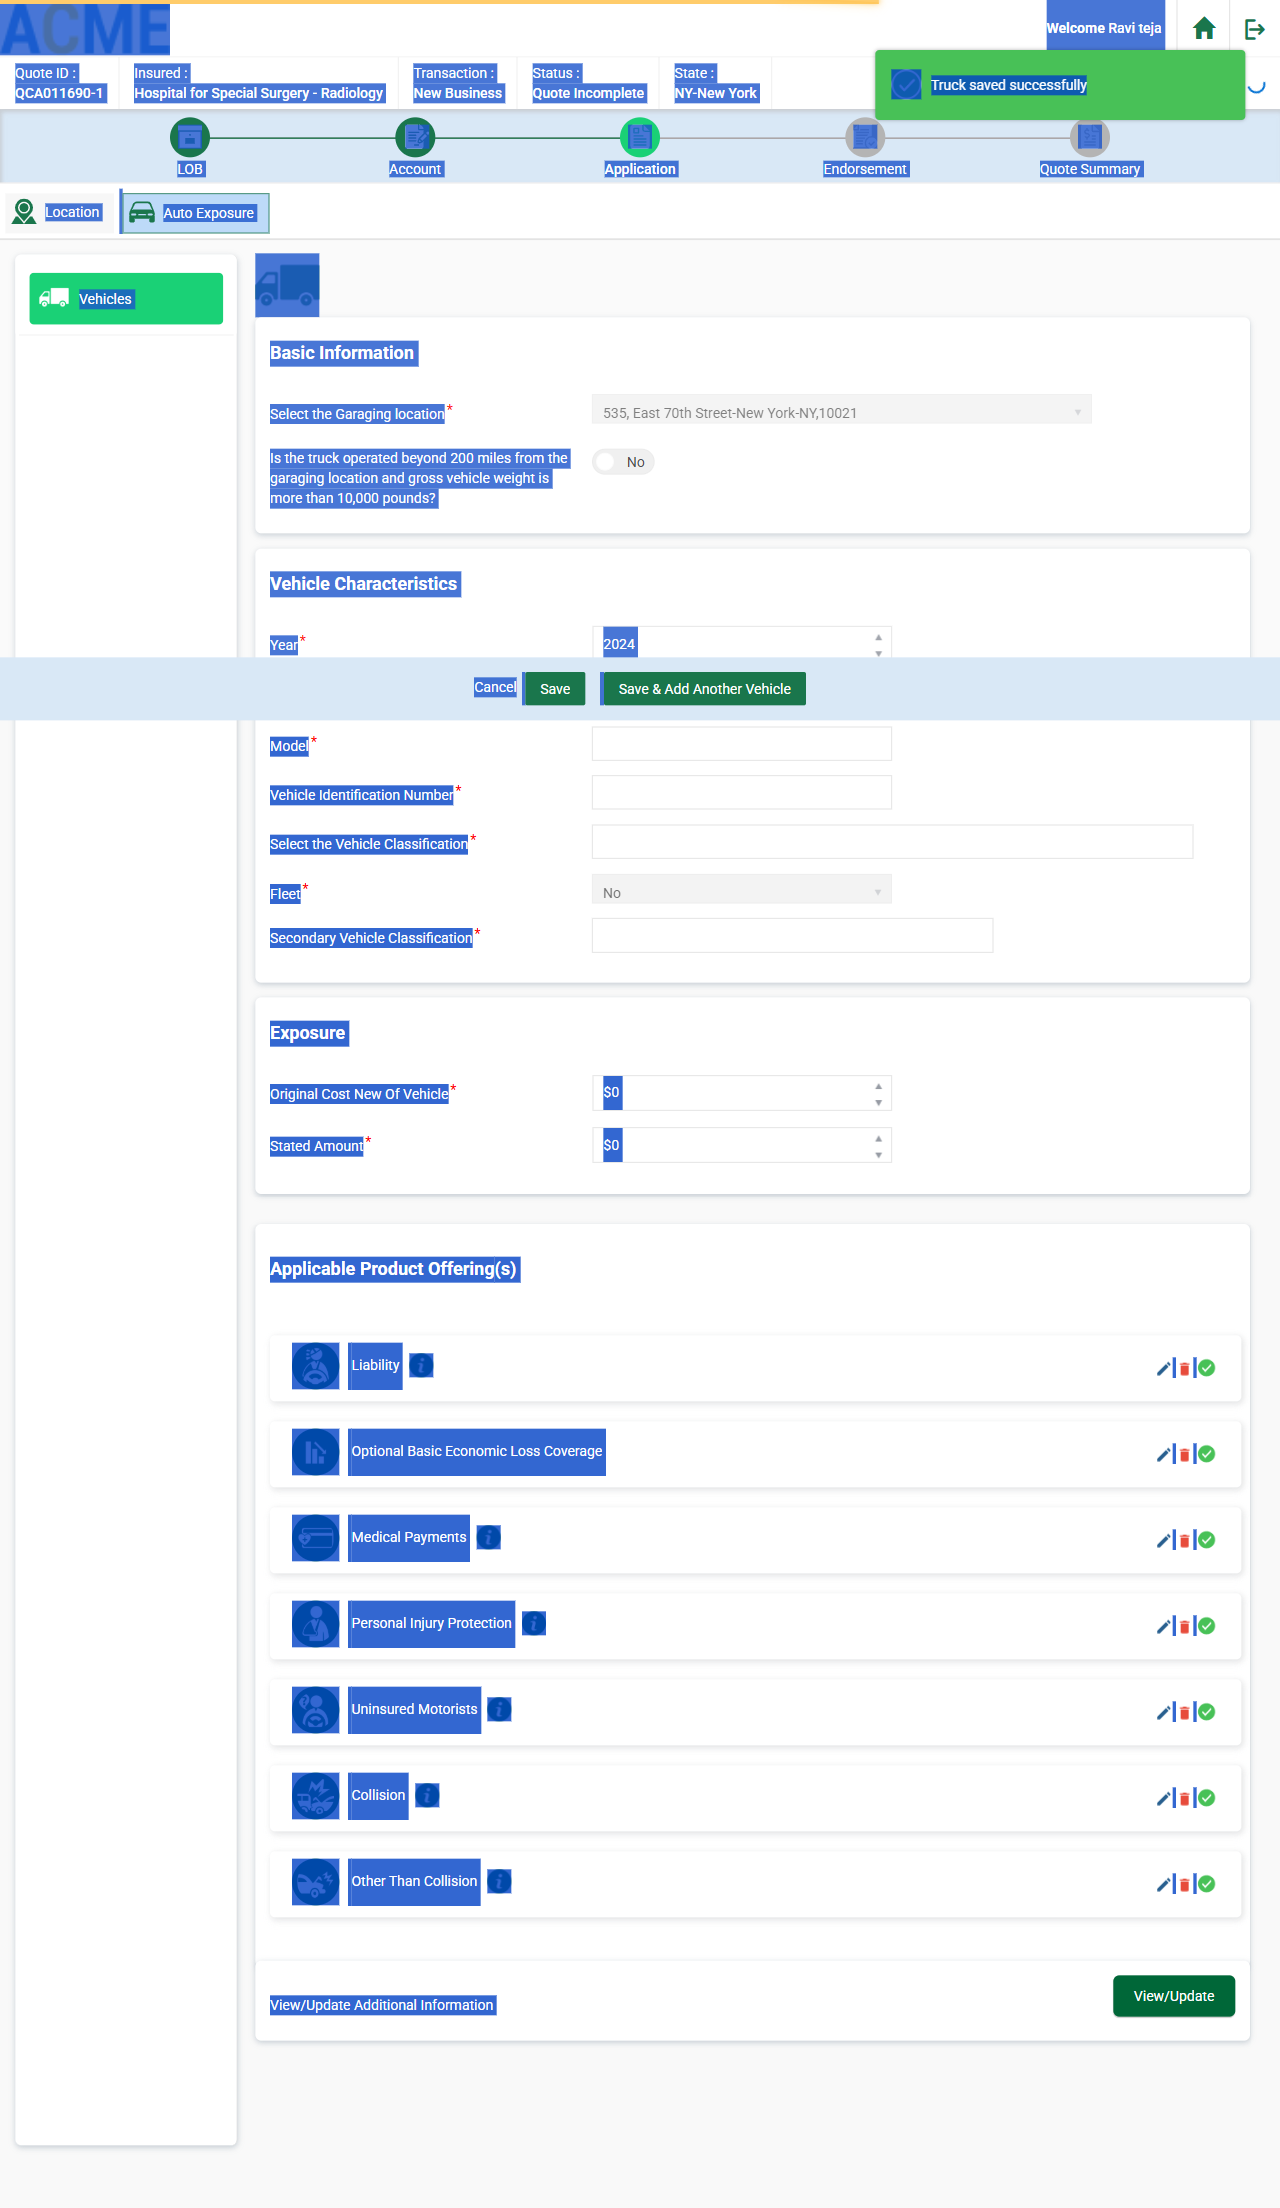 ACME
Welcome Ravi teja
Quote ID :
QCA011690-1
Insured :
Hospital for Special Surgery - Radiology
Transaction :
New Business
Status :
Quote Incomplete
State :
NY-New York
Truck saved successfully
LOB
Account
Application
Endorsement
Quote Summary
Location
Auto Exposure
Vehicles
Basic Information
Select the Garaging location*
535, East 70th Street-New York-NY,10021
Is the truck operated beyond 200 miles from the
garaging location and gross vehicle weight is
more than 10,000 pounds?
No
Vehicle Characteristics
Year*
2024
Cancel
Save
Save & Add Another Vehicle
Model*
Vehicle Identification Number*
Select the Vehicle Classification*
Fleet*
No
Secondary Vehicle Classification*
Exposure
Original Cost New Of Vehicle*
$0
Stated Amount*
$0
Applicable Product Offering(s)
Liability
Optional Basic Economic Loss Coverage
Medical Payments
Personal Injury Protection
Uninsured Motorists
Collision
Other Than Collision
View/Update Additional Information
View/Update